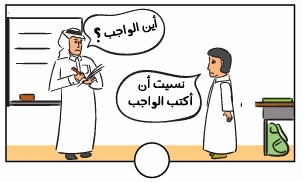 أين الواجب ؟
نسيت أن
أكتب الواجب